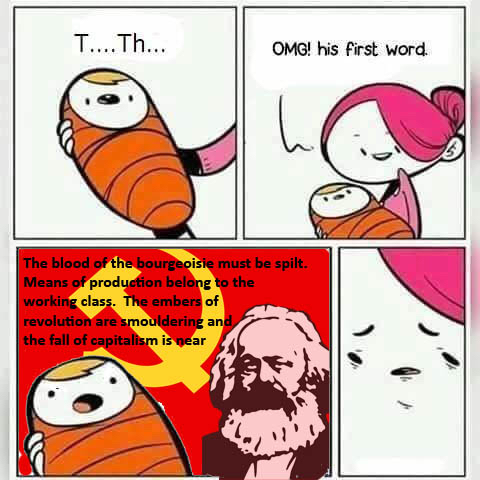 T....Th...
OMG! his first word.
The blood of the bourgeoisie must be spilt.
Means of production belong to the
working class.  The embers of
revolution are smouldering and
the fall of capitalism is near